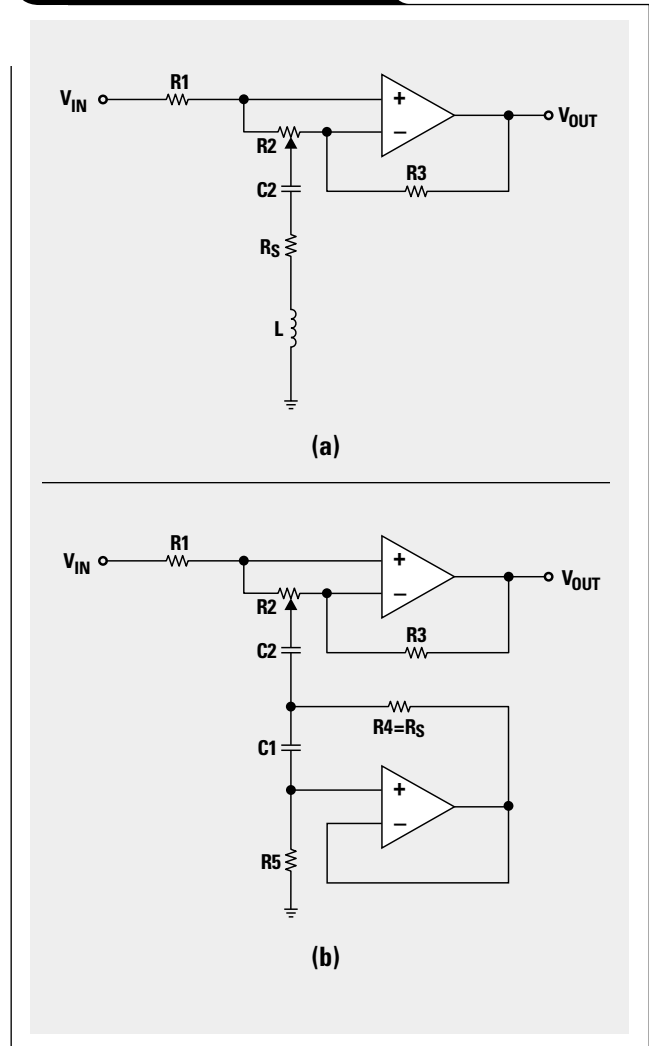 R1
V_IN
+
V_OUT
−
R2
R3
C2
R_S
L
(a)
R1
V_IN
+
V_OUT
−
R2
R3
C2
R4=R_S
C1
+
−
R5
(b)